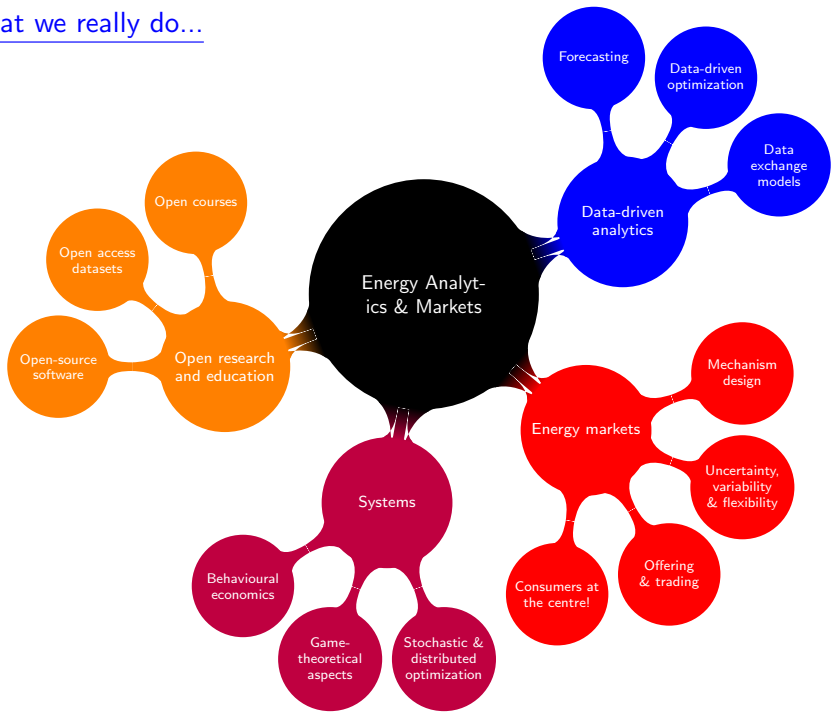 at we really do...
Forecasting
Data-driven
optimization
Data
exchange
models
Data-driven
analytics
Open courses
Open access
datasets
Open-source
software
Open research
and education
Energy Analyt-
ics & Markets
Mechanism
design
Energy markets
Uncertainty,
variability
& flexibility
Offering
& trading
Consumers at
the centre!
Systems
Behavioural
economics
Game-
theoretical
aspects
Stochastic &
distributed
optimization